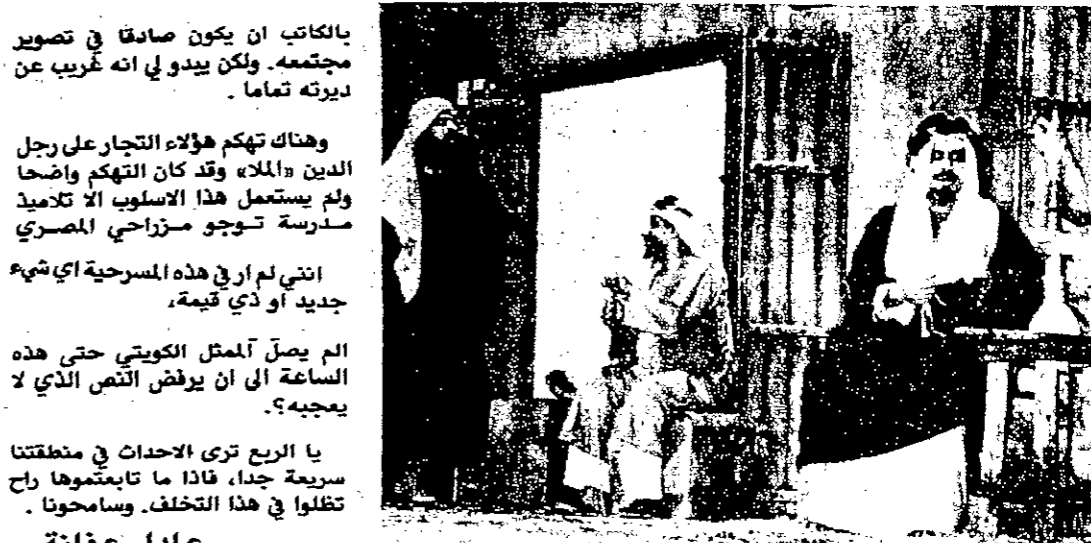 بالكاتب ان يكون صادقا في تصوير
مجتمعه. ولكن يبدو لي انه غريب عن
ديرته تماما .
وهناك تهكم هؤلاء التجار على رجل
الدين «الملا» وقد كان التهكم واضحا
ولم يستعمل هذا الاسلوب الا تلاميذ
مدرسة توجو مزراحي المصري
انني لم ار في هذه المسرحية اي شيء
جديد او ذي قيمة،
الم يصل الممثل الكويتي حتى هذه
الساعة الى ان يرفض النص الذي لا
يعجبه؟.
يا الربع ترى الاحداث في منطقتنا
سريعة جدا، فاذا ما تابعتموها راح
تظلوا في هذا التخلف. وسامحونا .